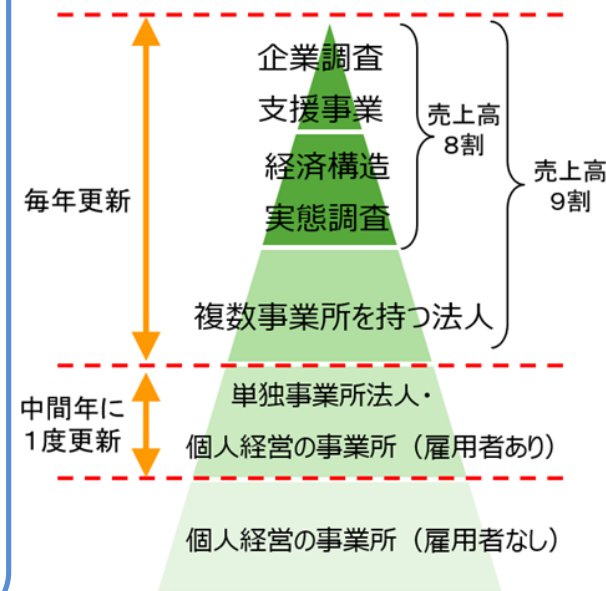 企業調査
支援事業
経済構造
実態調査
売上高
8割
売上高
9割
毎年更新
複数事業所を持つ法人
中間年に
1度更新
単独事業所法人・
個人経営の事業所（雇用者あり）
個人経営の事業所（雇用者なし）